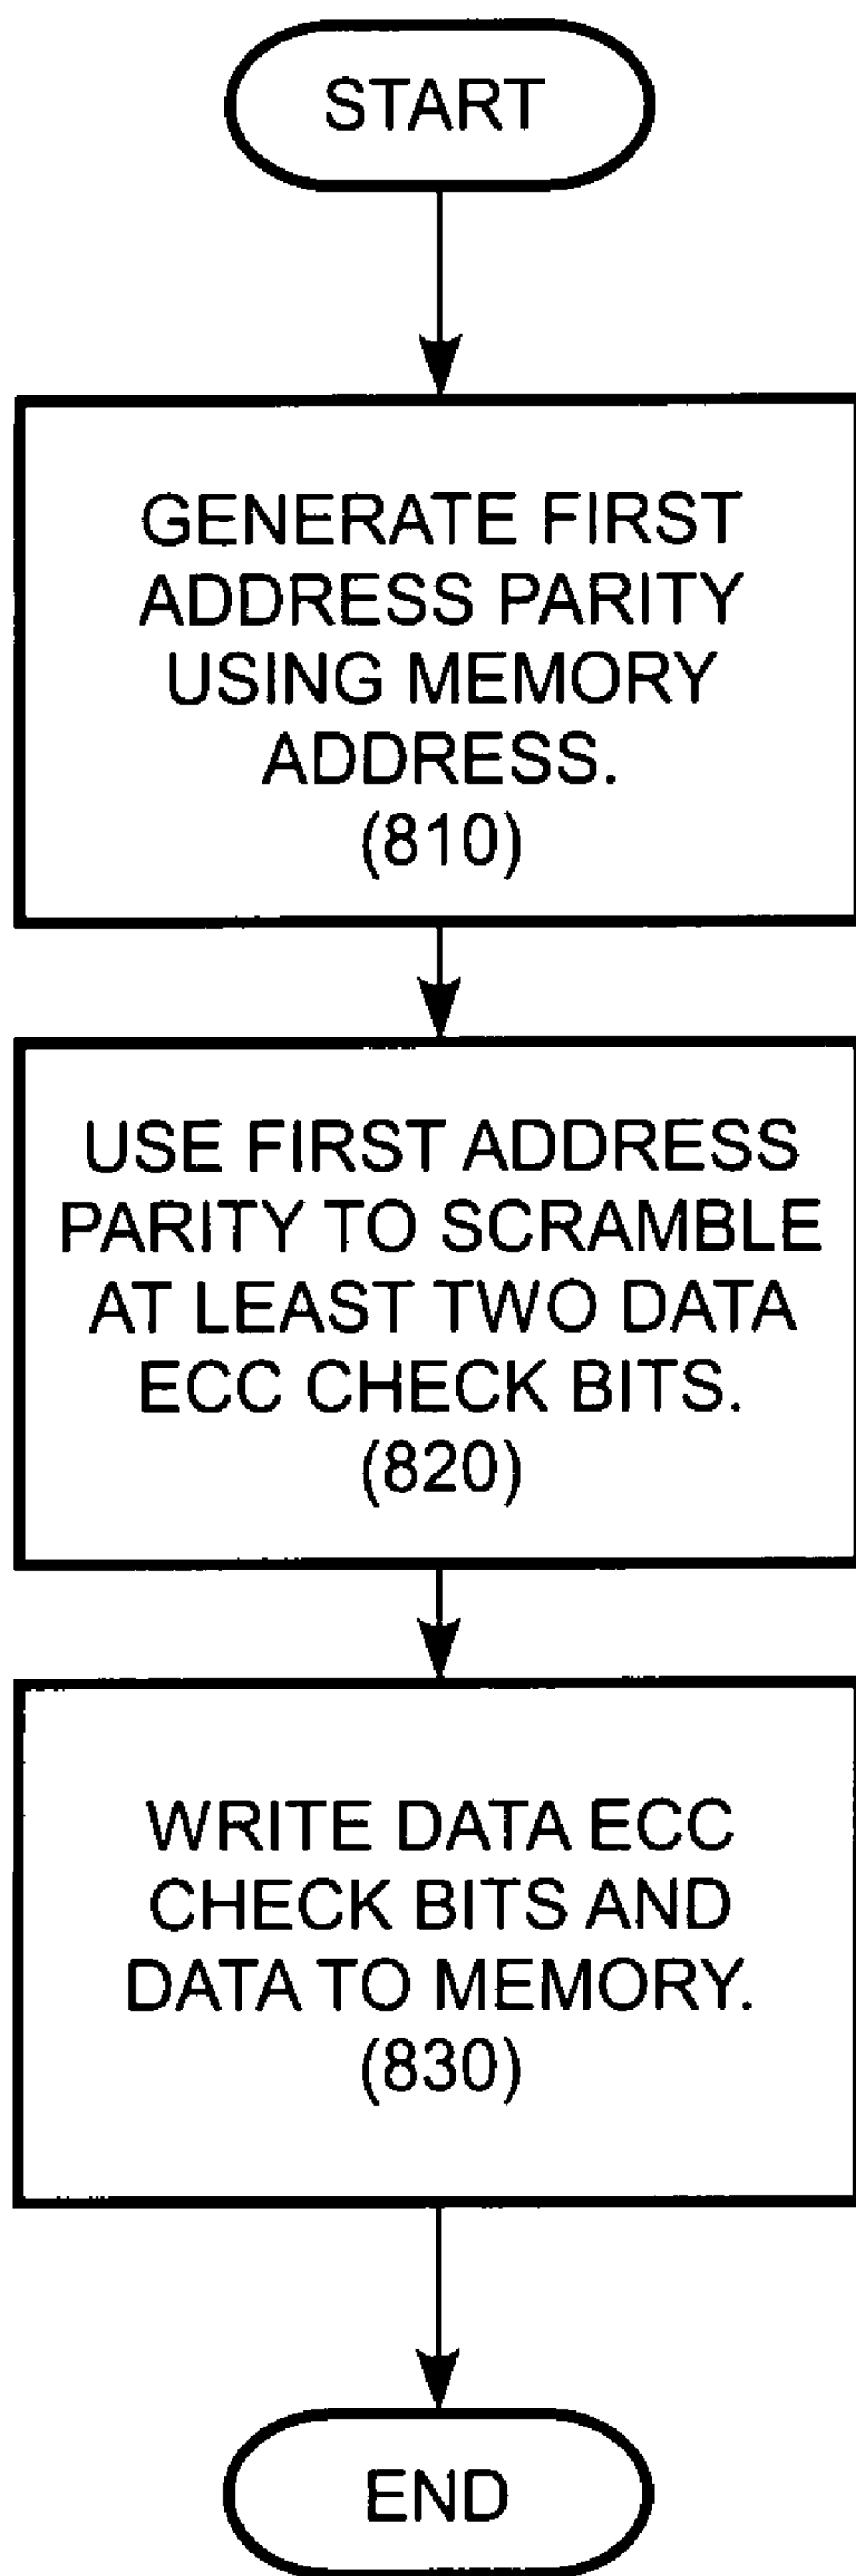 START
GENERATE FIRST
ADDRESS PARITY
USING MEMORY
ADDRESS.
(810)
USE FIRST ADDRESS
PARITY TO SCRAMBLE
AT LEAST TWO DATA
ECC CHECK BITS.
(820)
WRITE DATA ECC
CHECK BITS AND
DATA TO MEMORY.
(830)
END